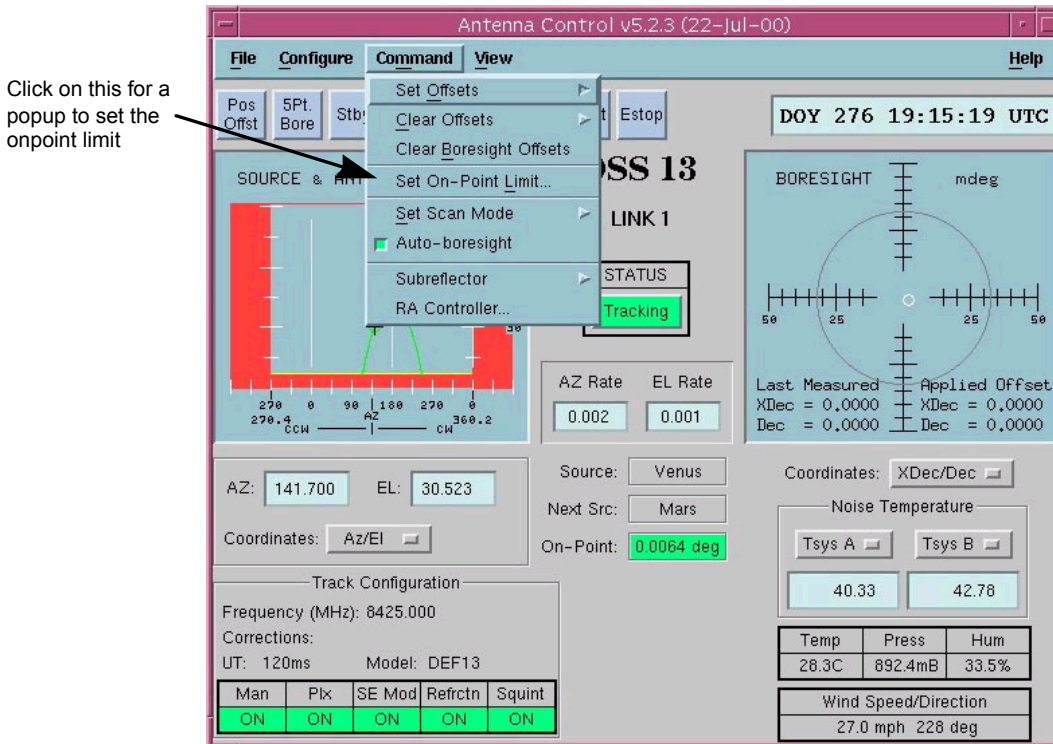 Antenna Control v5.2.3 (22-Jul-00)
File Configure Command View Help
Click on this for a
popup to set the
onpoint limit
Pos
Offst
5Pt.
Bore
Estop
DOY 276 19:15:19 UTC
Set Offsets
Clear Offsets
Clear Boresight Offsets
Set On-Point Limit...
Set Scan Mode
Auto-boresight
Subreflector
RA Controller...
SOURCE &
DSS 13
LINK 1
STATUS
Tracking
BORESIGHT mdeg
50 25 25 50
Last Measured Applied Offset
XDec = 0.0000 XDec = 0.0000
Dec = 0.0000 Dec = 0.0000
270 0 90 180 270 0
270.4 AZ 360.2
CCW CW
AZ Rate EL Rate
0.002 0.001
AZ: 141.700 EL: 30.523
Coordinates: Az/El
Source: Venus
Next Src: Mars
On-Point: 0.0064 deg
Coordinates: XDec/Dec
Noise Temperature
Tsys A Tsys B
40.33 42.78
Track Configuration
Frequency (MHz): 8425.000
Corrections:
UT: 120ms Model: DEF13
Man Plx SE Mod Refrctn Squint
ON ON ON ON ON
Temp Press Hum
28.3C 892.4mB 33.5%
Wind Speed/Direction
27.0 mph 228 deg